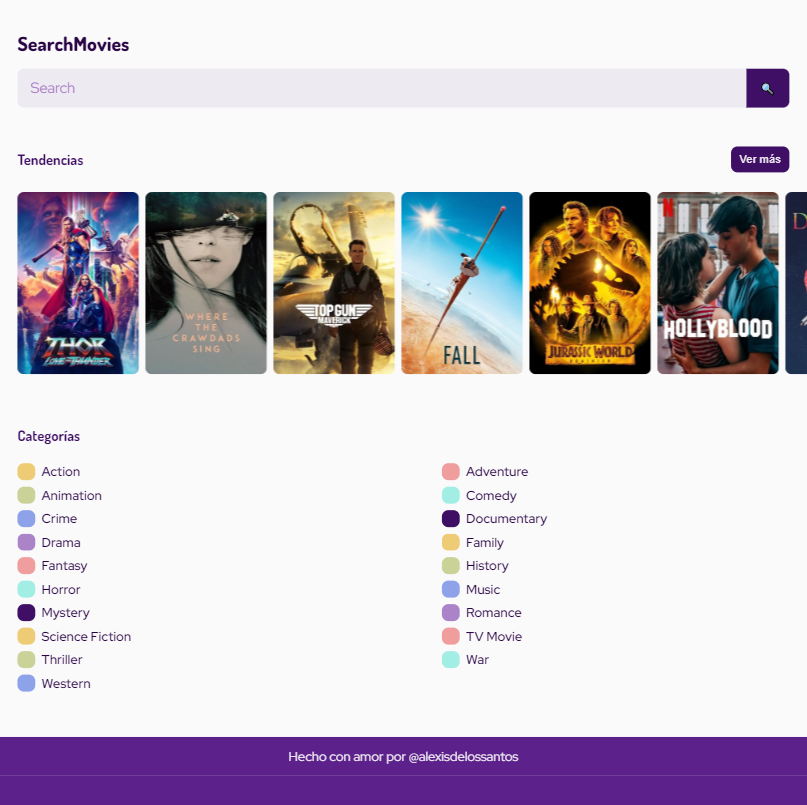 SearchMovies
Search
Tendencias
Ver más
THOR
LOVE AND THUNDER
WHERE
THE
CRAWDADS
SING
TOP GUN
MAVERICK
FALL
JURASSIC WORLD
DOMINION
N
HOLLYBLOOD
D
Categorías
Action
Adventure
Animation
Comedy
Crime
Documentary
Drama
Family
Fantasy
History
Horror
Music
Mystery
Romance
Science Fiction
TV Movie
Thriller
War
Western
Hecho con amor por @alexisdelossantos